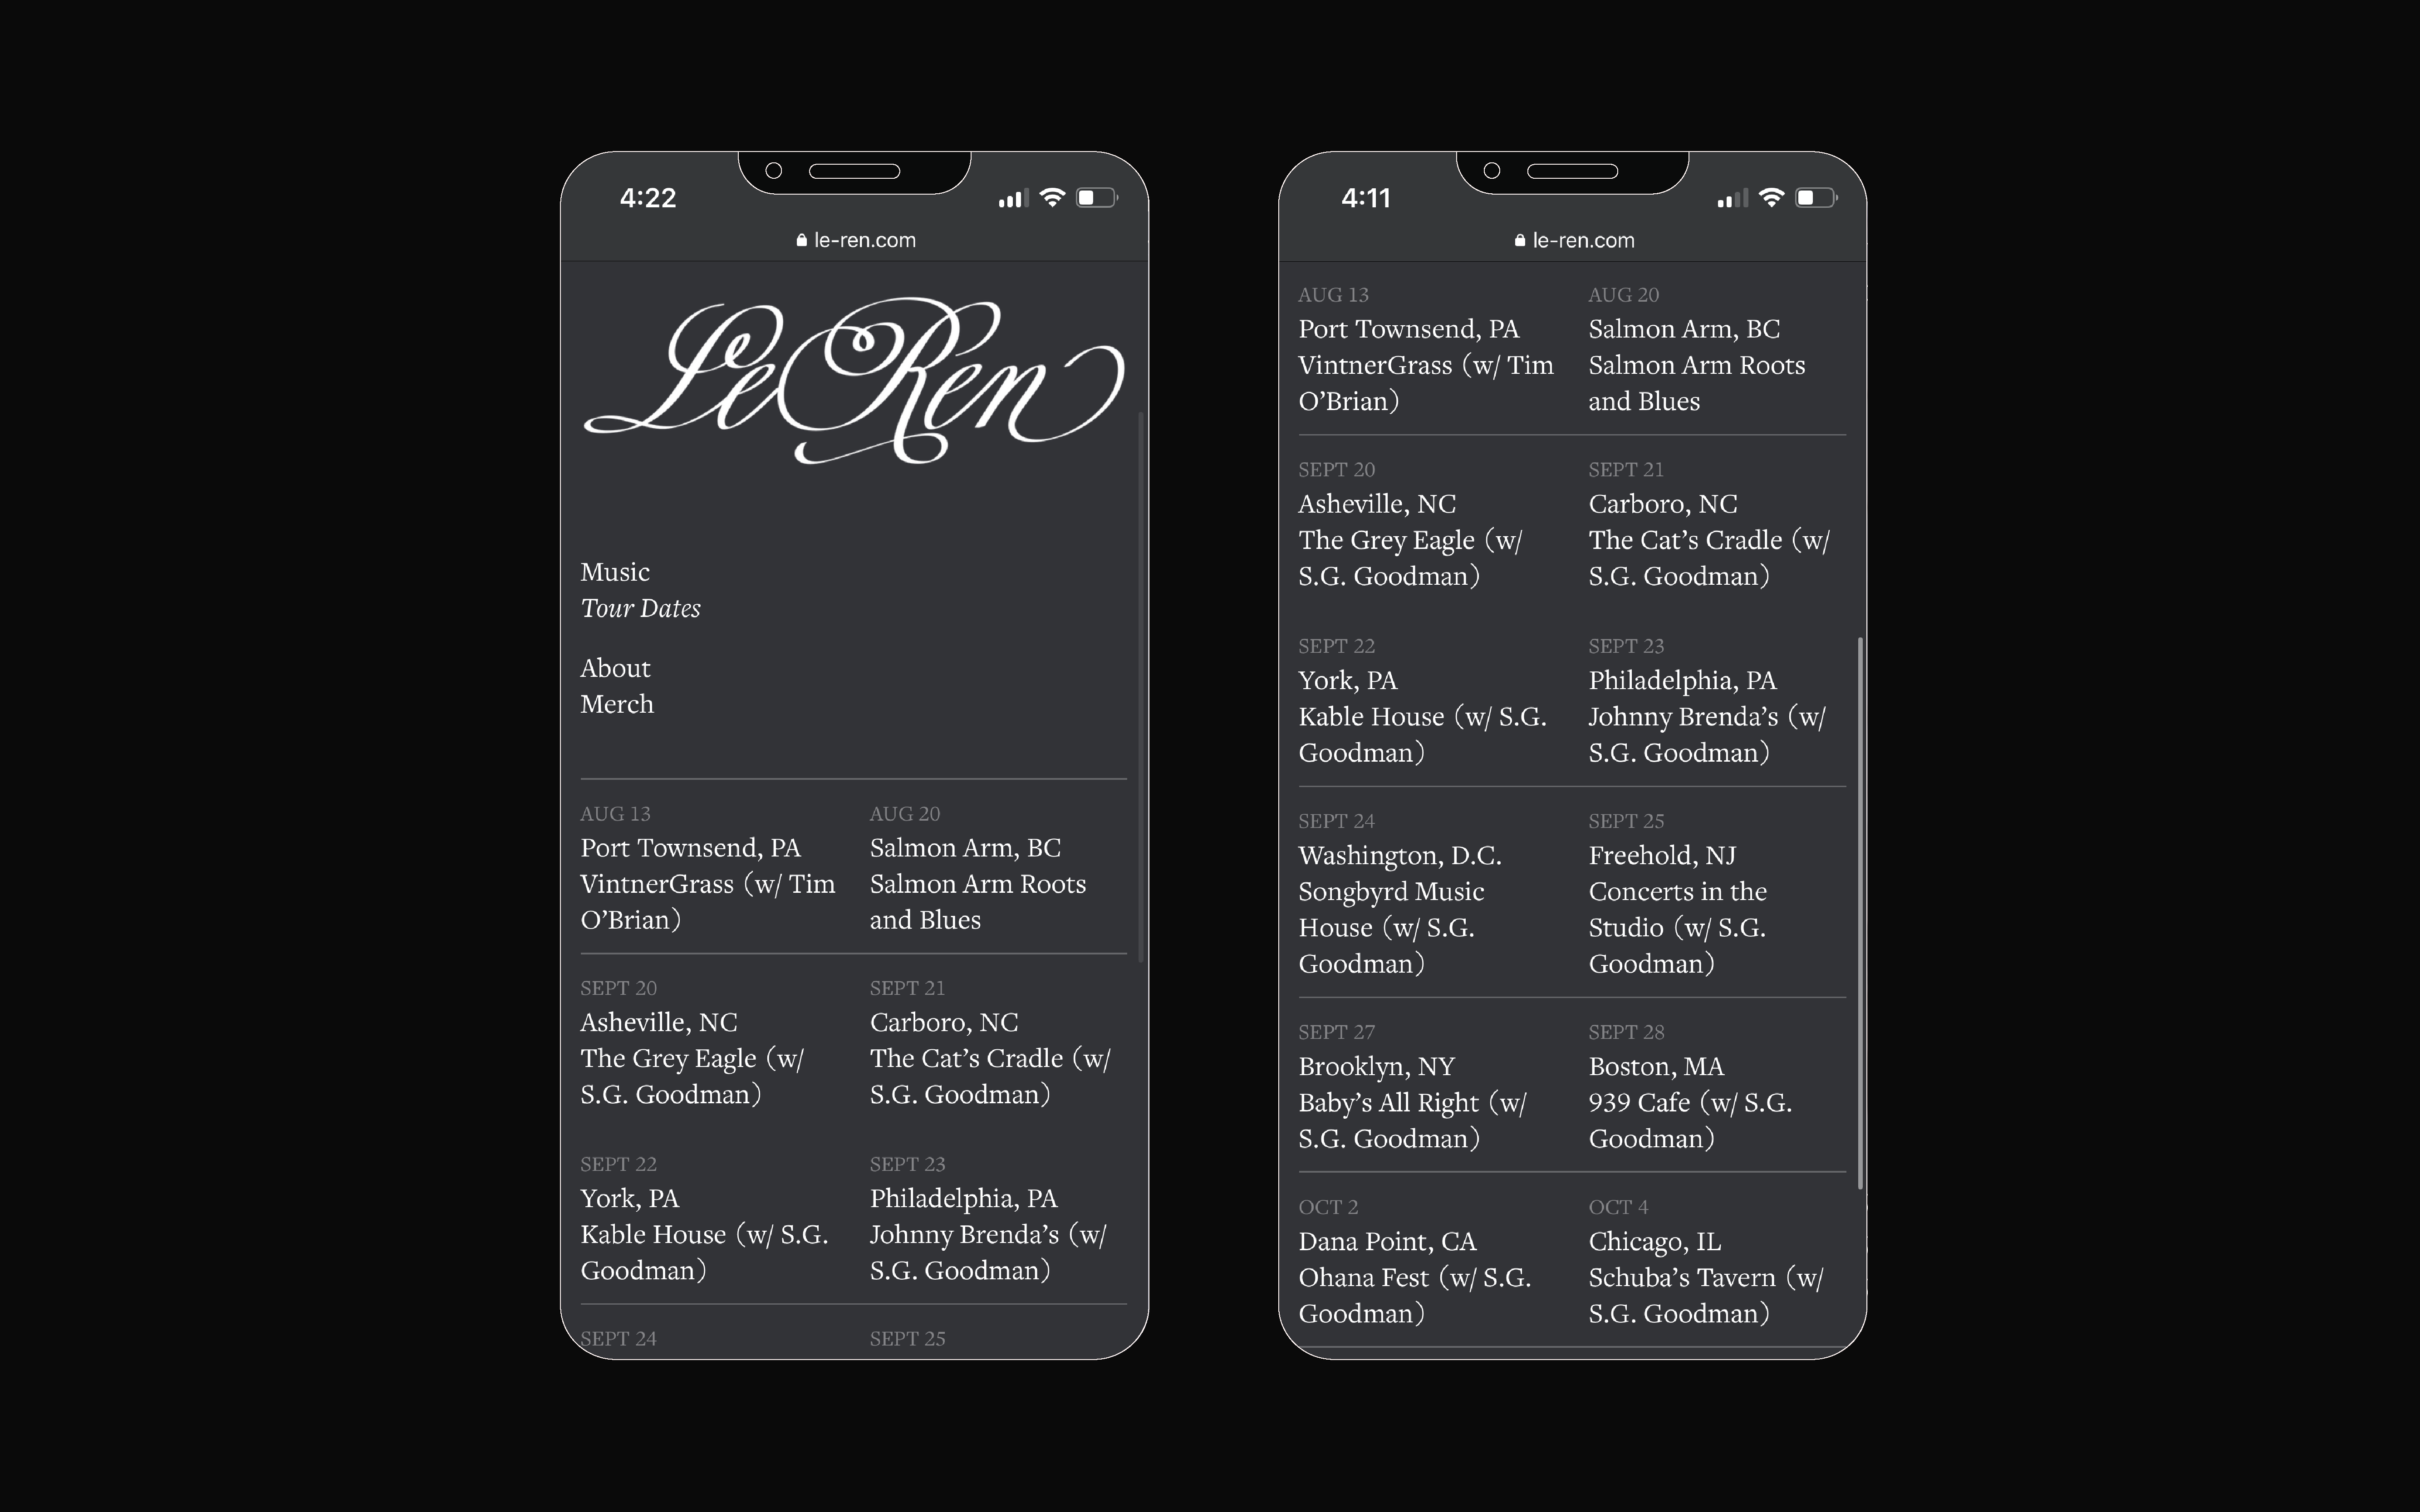 4:22
le-ren.com
Le Ren
Music
Tour Dates
About
Merch
AUG 13
Port Townsend, PA
VintnerGrass (w/ Tim
O’Brian)
AUG 20
Salmon Arm, BC
Salmon Arm Roots
and Blues
SEPT 20
Asheville, NC
The Grey Eagle (w/
S.G. Goodman)
SEPT 21
Carboro, NC
The Cat’s Cradle (w/
S.G. Goodman)
SEPT 22
York, PA
Kable House (w/ S.G.
Goodman)
SEPT 23
Philadelphia, PA
Johnny Brenda’s (w/
S.G. Goodman)
SEPT 24
SEPT 25
4:11
le-ren.com
AUG 13
Port Townsend, PA
VintnerGrass (w/ Tim
O’Brian)
AUG 20
Salmon Arm, BC
Salmon Arm Roots
and Blues
SEPT 20
Asheville, NC
The Grey Eagle (w/
S.G. Goodman)
SEPT 21
Carboro, NC
The Cat’s Cradle (w/
S.G. Goodman)
SEPT 22
York, PA
Kable House (w/ S.G.
Goodman)
SEPT 23
Philadelphia, PA
Johnny Brenda’s (w/
S.G. Goodman)
SEPT 24
Washington, D.C.
Songbyrd Music
House (w/ S.G.
Goodman)
SEPT 25
Freehold, NJ
Concerts in the
Studio (w/ S.G.
Goodman)
SEPT 27
Brooklyn, NY
Baby’s All Right (w/
S.G. Goodman)
SEPT 28
Boston, MA
939 Cafe (w/ S.G.
Goodman)
OCT 2
Dana Point, CA
Ohana Fest (w/ S.G.
Goodman)
OCT 4
Chicago, IL
Schuba’s Tavern (w/
S.G. Goodman)